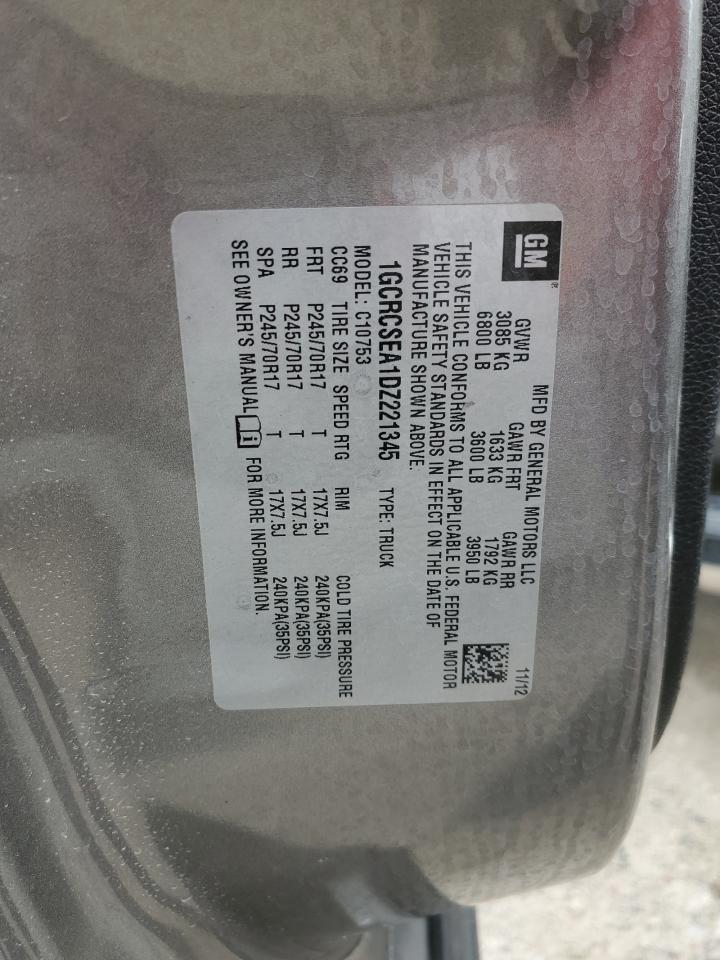 GM
MFD BY GENERAL MOTORS LLC 11/12
GVWR GAWR FRT GAWR RR
3085 KG 1633 KG 1792 KG
6800 LB 3600 LB 3950 LB
THIS VEHICLE CONFORMS TO ALL APPLICABLE U.S. FEDERAL MOTOR
VEHICLE SAFETY STANDARDS IN EFFECT ON THE DATE OF
MANUFACTURE SHOWN ABOVE.
1GCRCSEA1DZ221345 TYPE: TRUCK
MODEL: C10753
CC69 TIRE SIZE SPEED RTG RIM COLD TIRE PRESSURE
FRT P245/70R17 T 17X7.5J 240KPA(35PSI)
RR P245/70R17 T 17X7.5J 240KPA(35PSI)
SPA P245/70R17 T 17X7.5J 240KPA(35PSI)
SEE OWNER'S MANUAL FOR MORE INFORMATION.